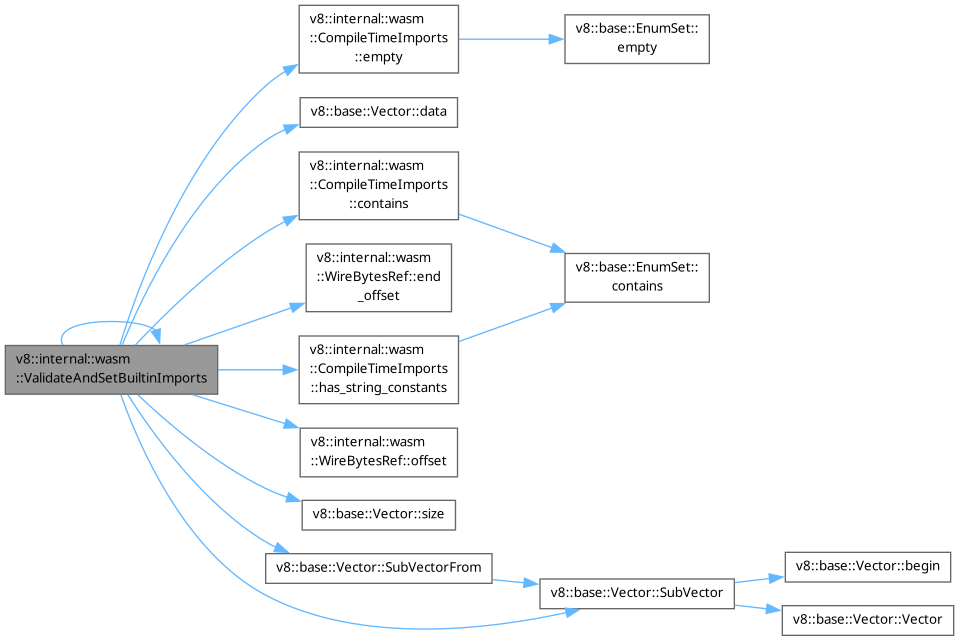 v8::internal::wasm
::CompileTimeImports
::empty
v8::base::EnumSet::
empty
v8::base::Vector::data
v8::internal::wasm
::CompileTimeImports
::contains
v8::internal::wasm
::WireBytesRef::end
_offset
v8::base::EnumSet::
contains
v8::internal::wasm
::ValidateAndSetBuiltinImports
v8::internal::wasm
::CompileTimeImports
::has_string_constants
v8::internal::wasm
::WireBytesRef::offset
v8::base::Vector::size
v8::base::Vector::SubVectorFrom
v8::base::Vector::SubVector
v8::base::Vector::begin
v8::base::Vector::Vector